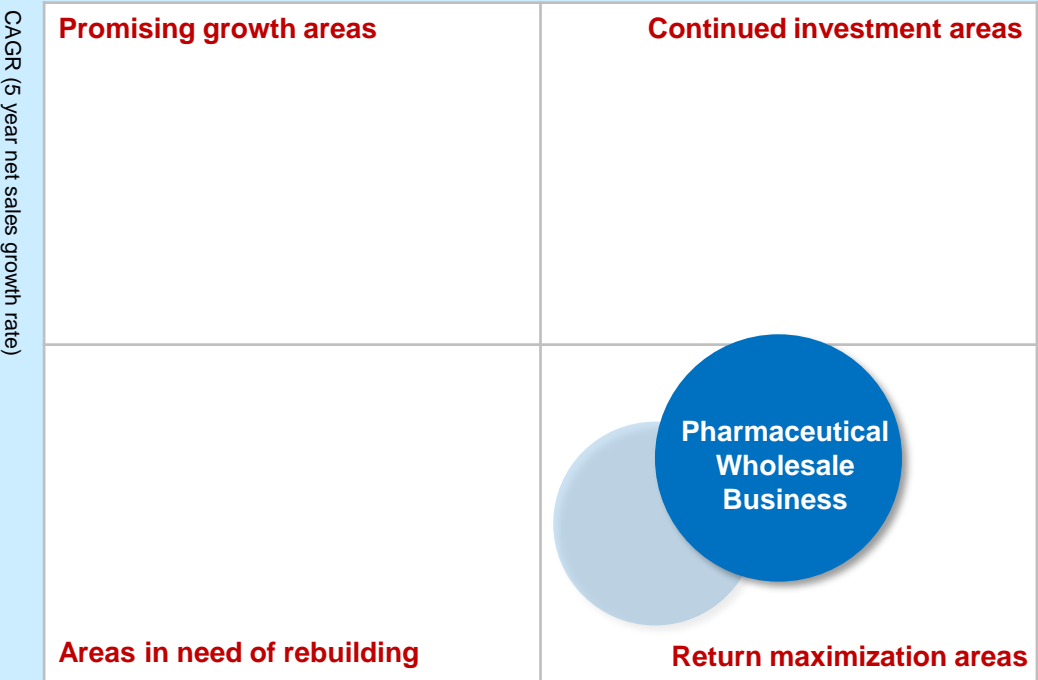 CAGR (5 year net sales growth rate)
Promising growth areas
Continued investment areas
Pharmaceutical
Wholesale
Business
Areas in need of rebuilding
Return maximization areas